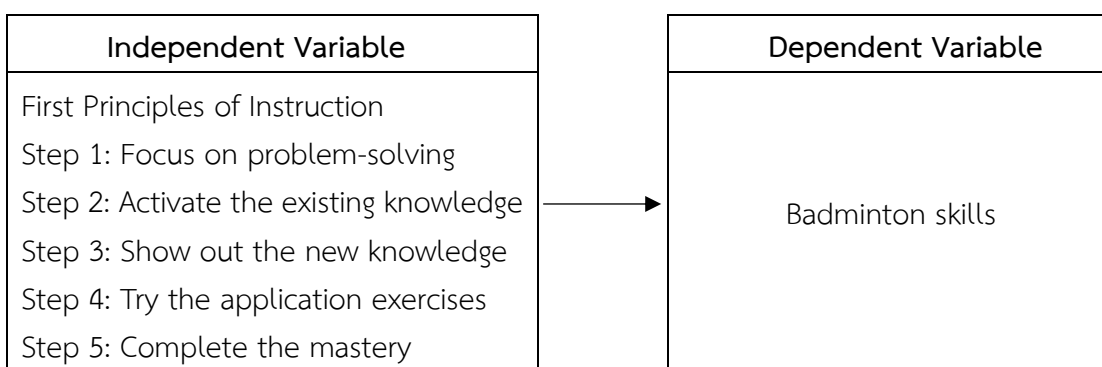 Independent Variable
First Principles of Instruction
Step 1: Focus on problem-solving
Step 2: Activate the existing knowledge
Step 3: Show out the new knowledge
Step 4: Try the application exercises
Step 5: Complete the mastery
Dependent Variable
Badminton skills